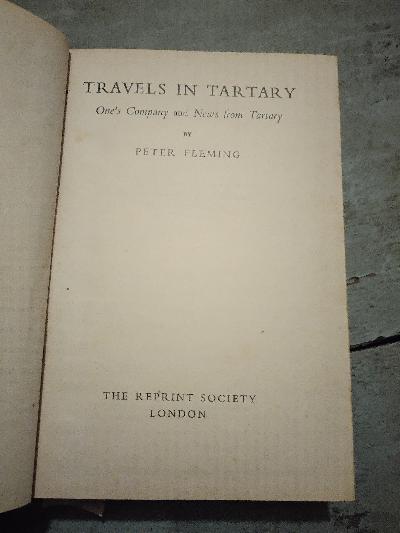 TRAVELS IN TARTARY
One's Company and News from Tartary
BY
PETER FLEMING
THE REPRINT SOCIETY
LONDON